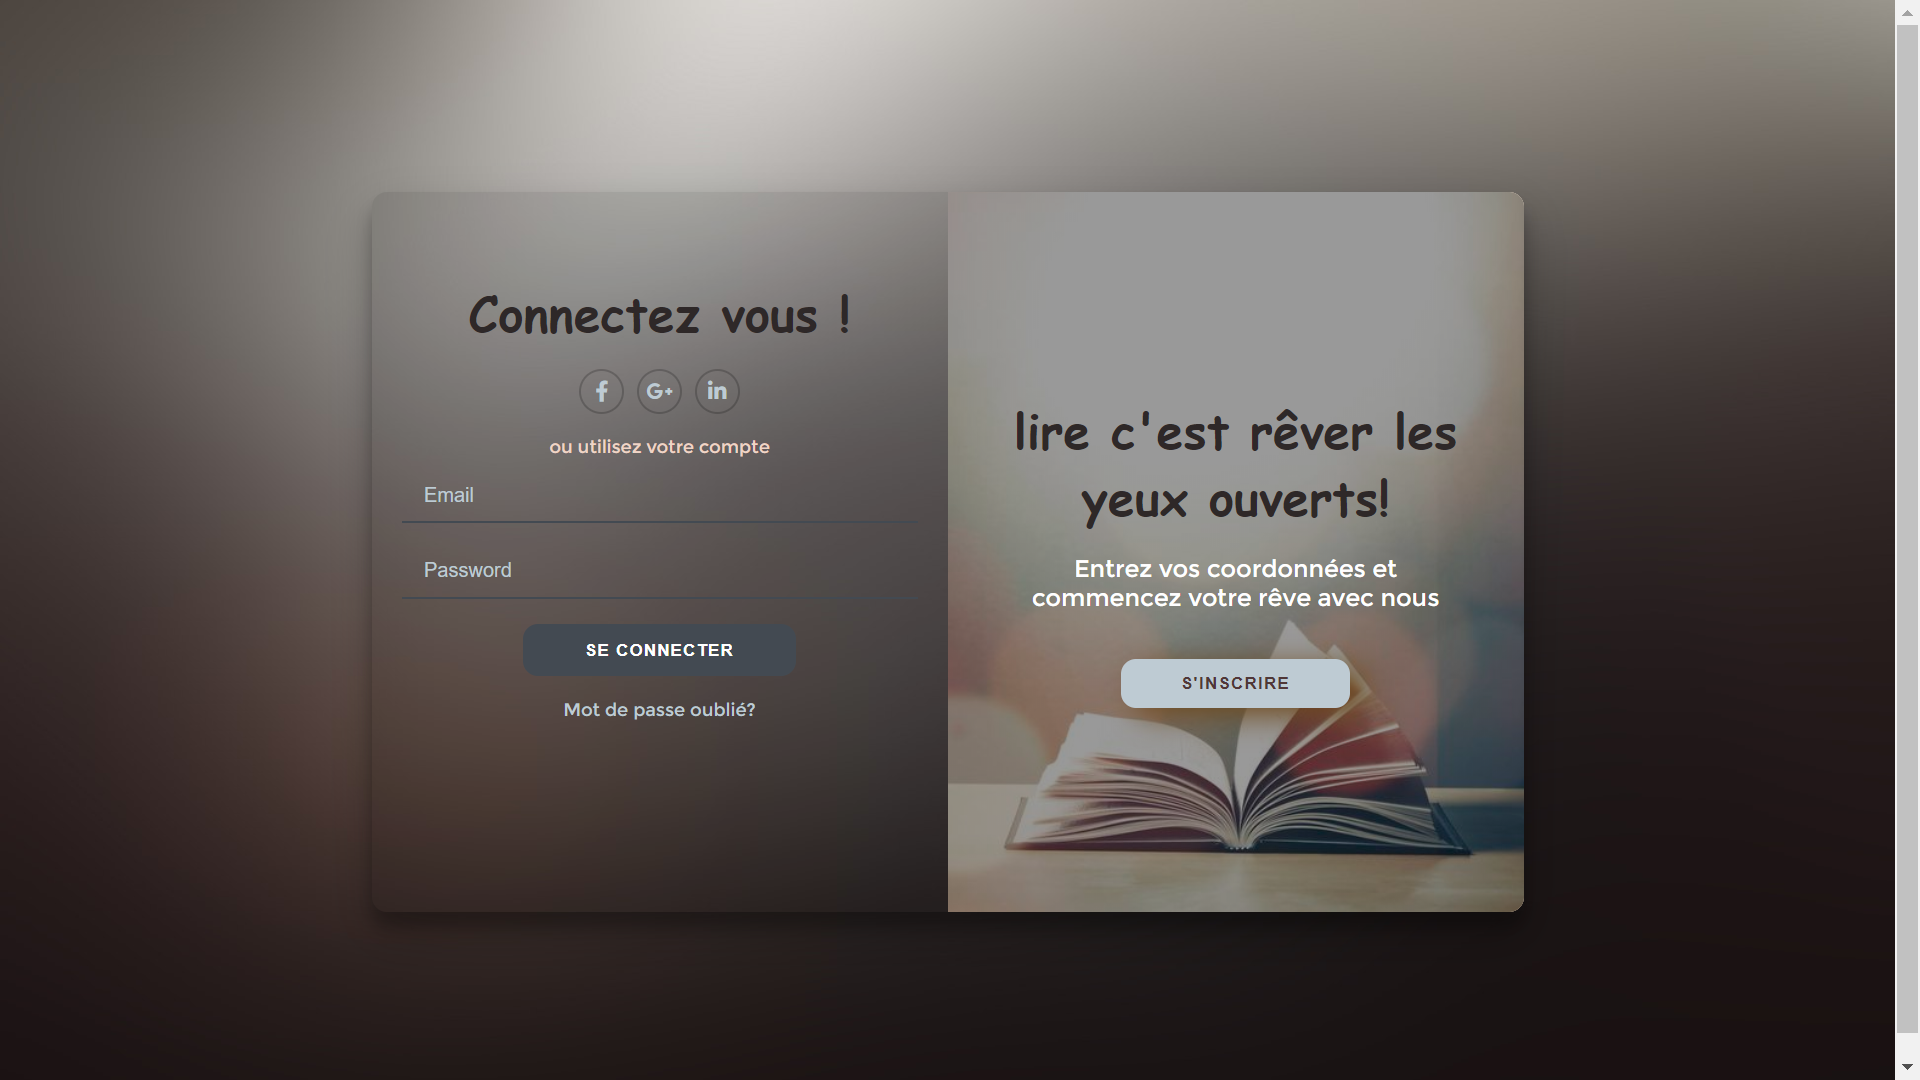 Connectez vous !
f
G+
in
ou utilisez votre compte
Email
Password
SE CONNECTER
Mot de passe oublié?
lire c'est rêver les
yeux ouverts!
Entrez vos coordonnées et
commencez votre rêve avec nous
S'INSCRIRE